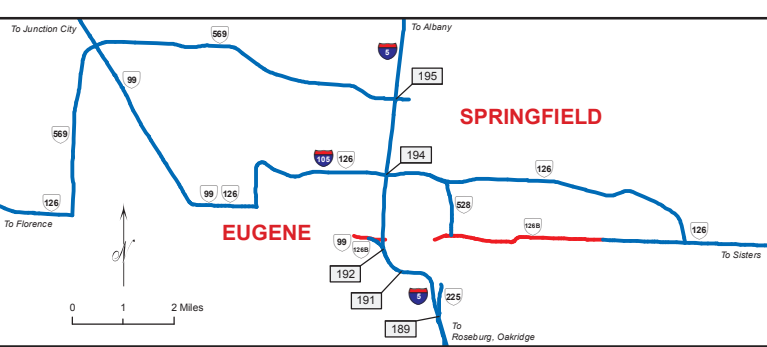 To Junction City
569
To Albany
5
99
195
SPRINGFIELD
569
105 126
194
126
99 126
126
528
To Florence
EUGENE
99
126B
126B
126
To Sisters
192
191
5
225
0 1 2 Miles
189
To
Roseburg, Oakridge
N